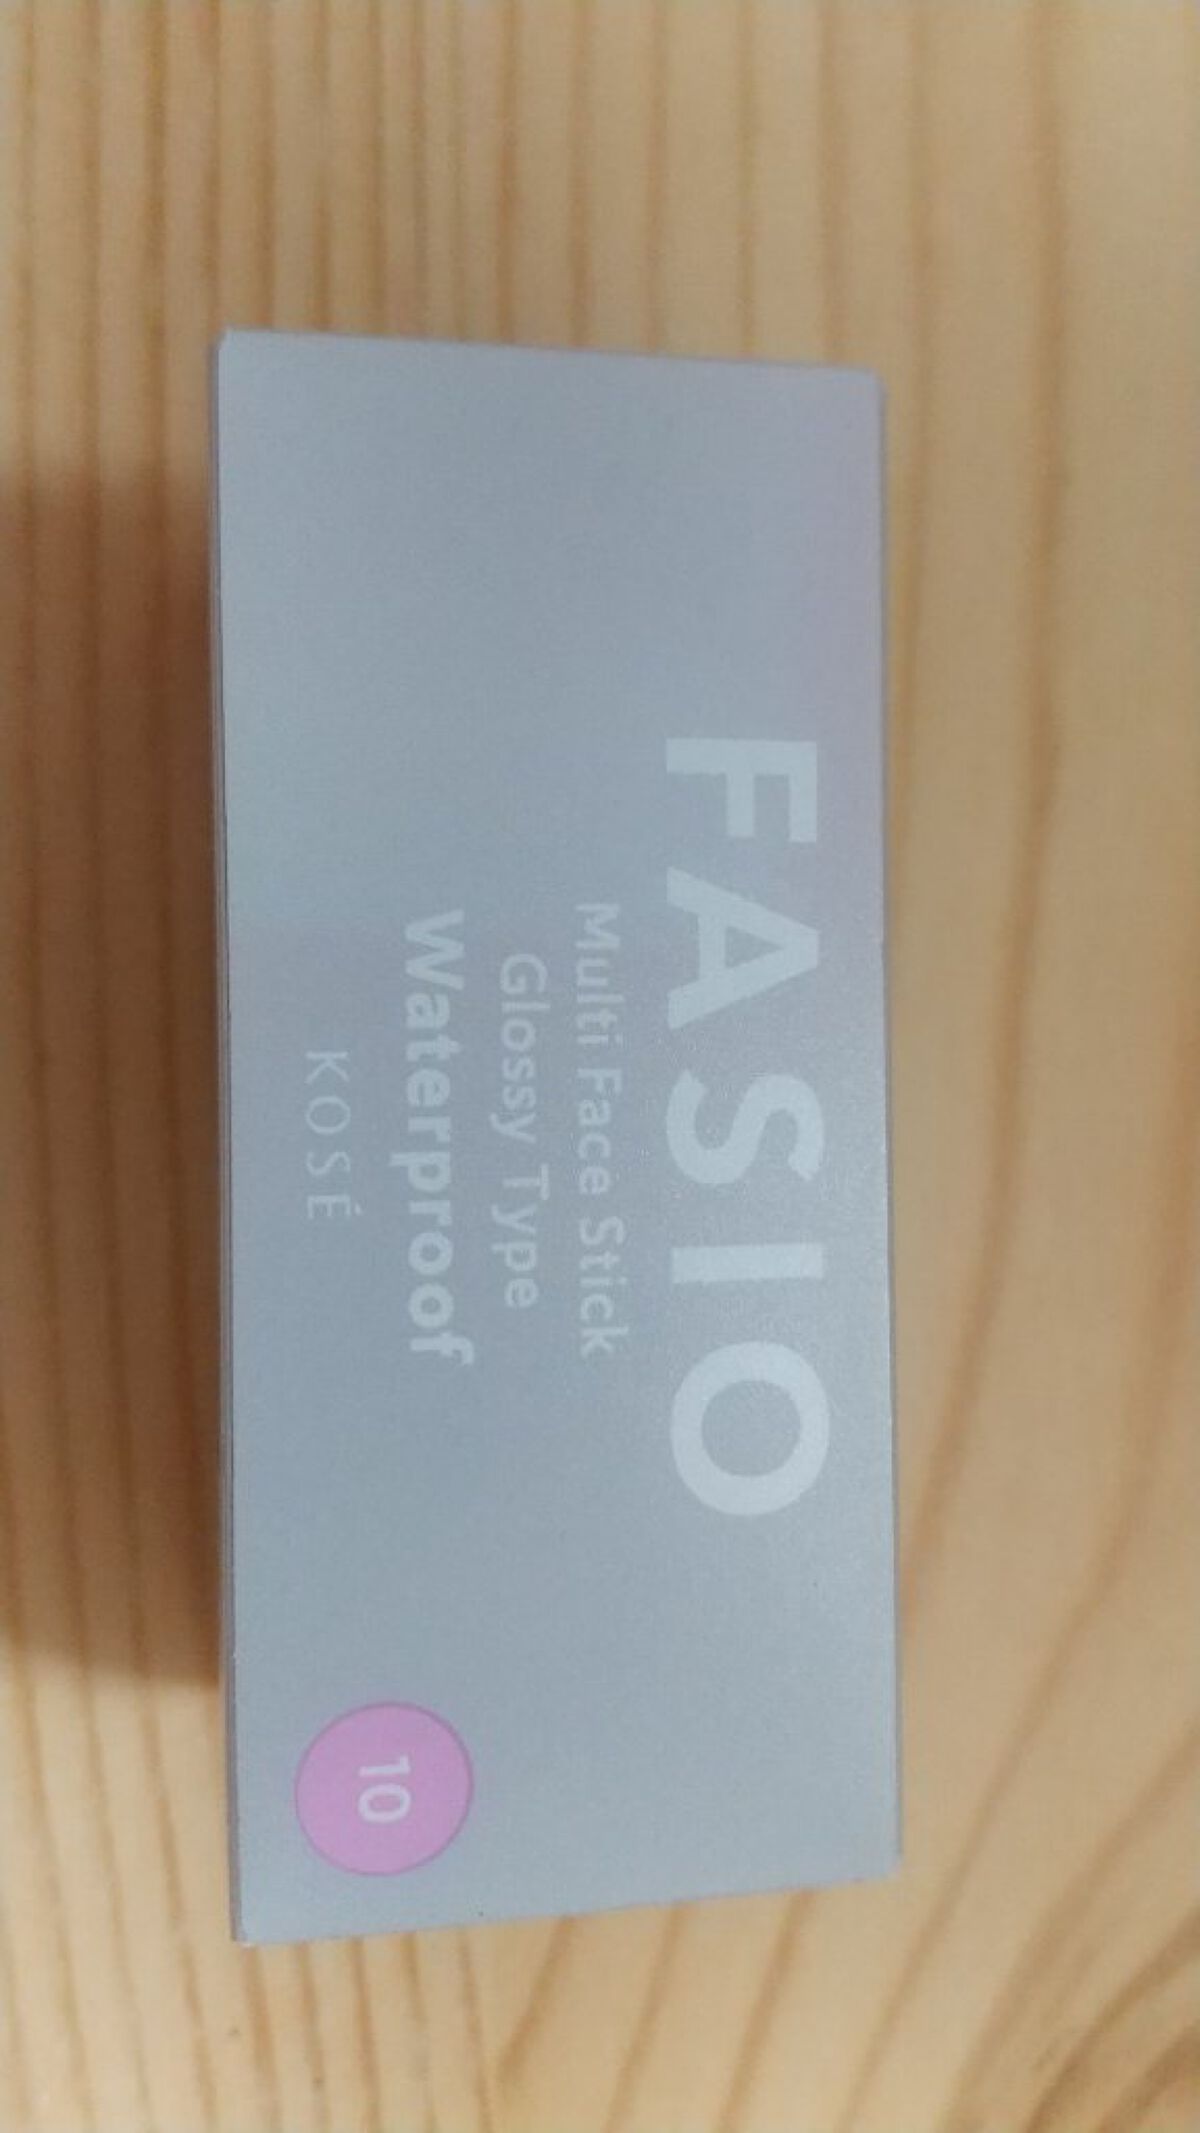 FASIO
Multi Face Stick
Glossy Type
Waterproof
KOSÉ
10